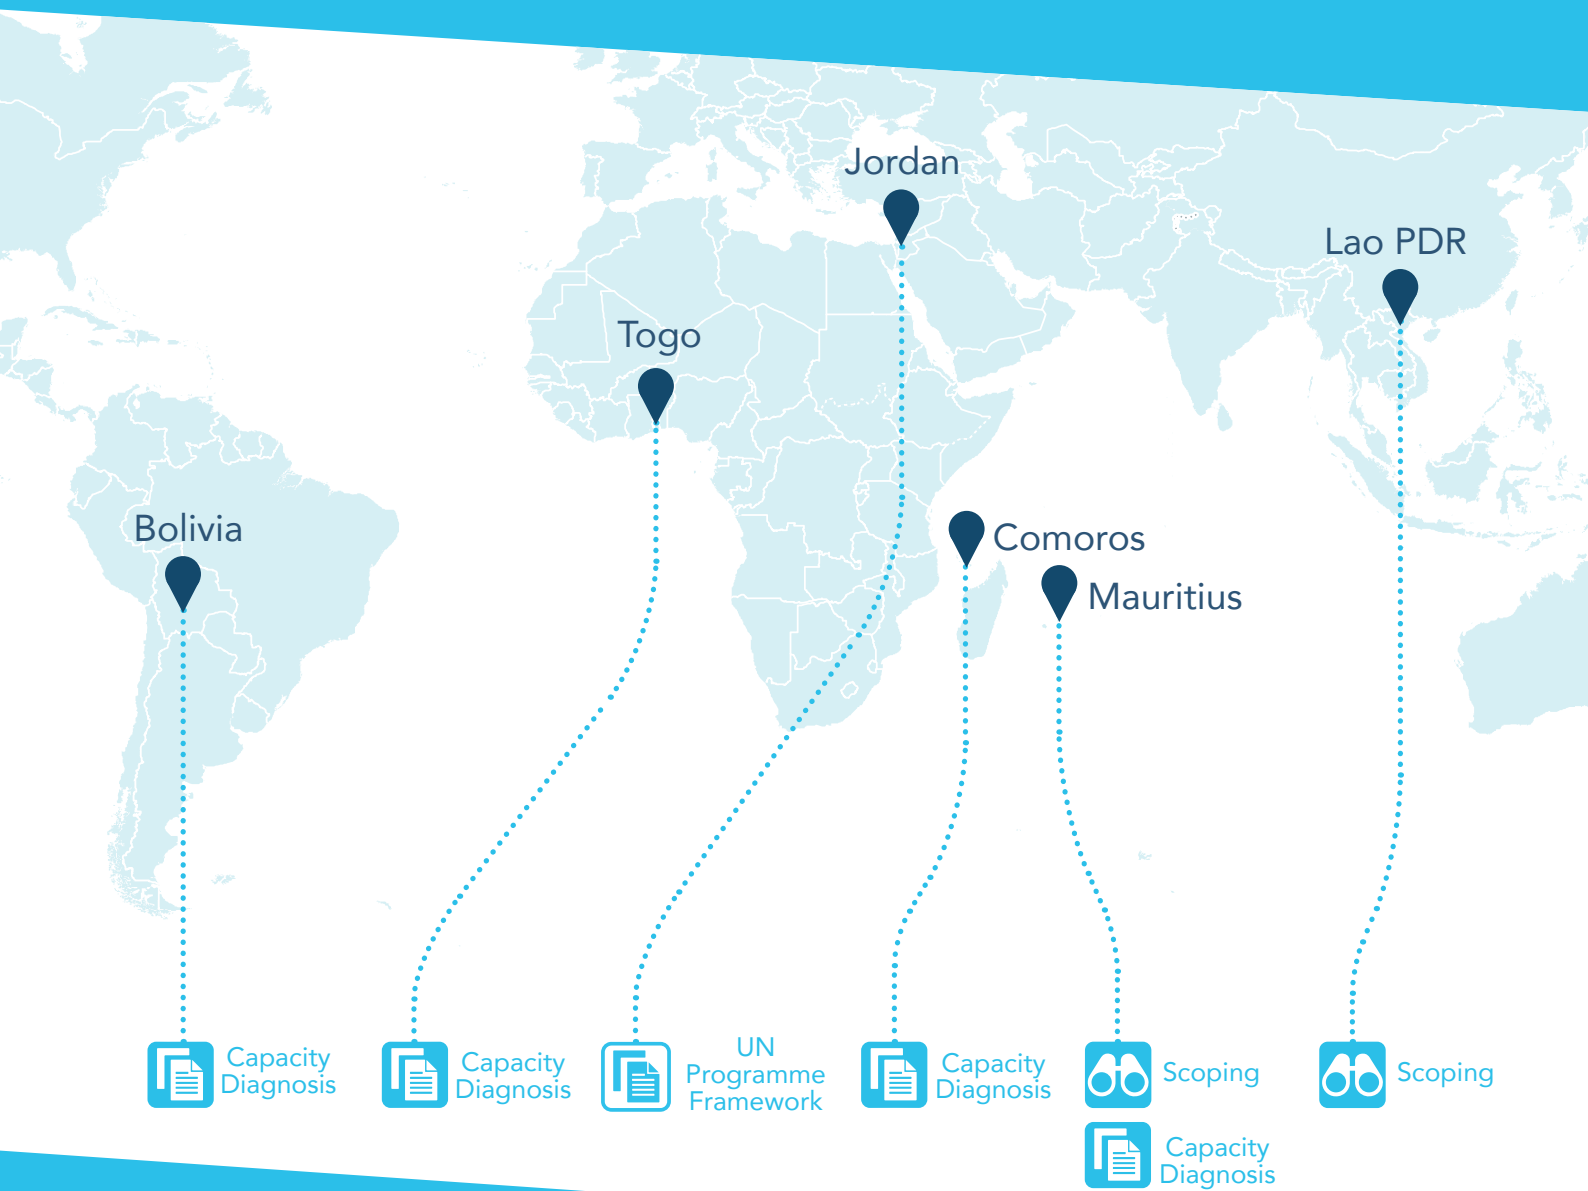 Jordan
Lao PDR
Togo
Bolivia
Comoros
Mauritius
Capacity
Diagnosis
Capacity
Diagnosis
UN
Programme
Framework
Capacity
Diagnosis
Scoping
Capacity
Diagnosis
Scoping